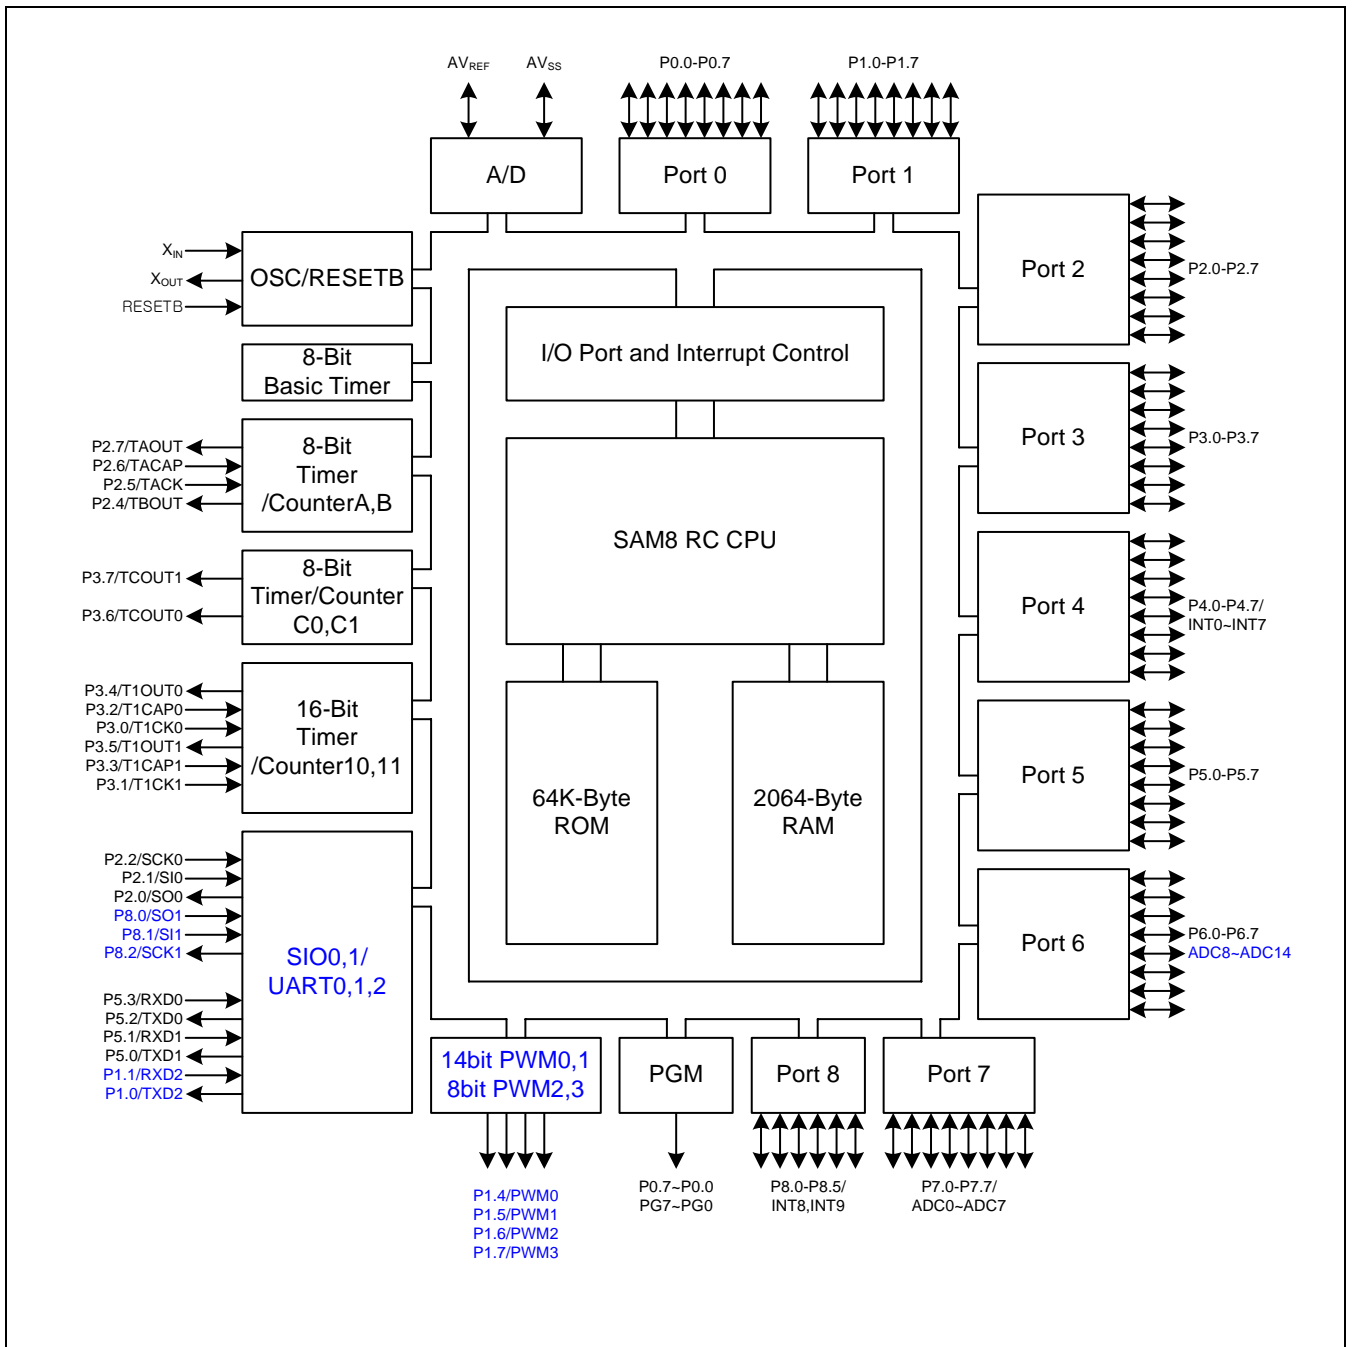 AVREF
AVSS
P0.0-P0.7
P1.0-P1.7
A/D
Port 0
Port 1
XIN
XOUT
RESETB
OSC/RESETB
Port 2
P2.0-P2.7
8-Bit
Basic Timer
I/O Port and Interrupt Control
P2.7/TAOUT
P2.6/TACAP
P2.5/TACK
P2.4/TBOUT
8-Bit
Timer
/CounterA,B
Port 3
P3.0-P3.7
SAM8 RC CPU
P3.7/TCOUT1
P3.6/TCOUT0
8-Bit
Timer/Counter
C0,C1
Port 4
P4.0-P4.7/
INT0~INT7
P3.4/T1OUT0
P3.2/T1CAP0
P3.0/T1CK0
P3.5/T1OUT1
P3.3/T1CAP1
P3.1/T1CK1
16-Bit
Timer
/Counter10,11
64K-Byte
ROM
2064-Byte
RAM
Port 5
P5.0-P5.7
P2.2/SCK0
P2.1/SI0
P2.0/SO0
P8.0/SO1
P8.1/SI1
P8.2/SCK1
P5.3/RXD0
P5.2/TXD0
P5.1/RXD1
P5.0/TXD1
P1.1/RXD2
P1.0/TXD2
SIO0,1/
UART0,1,2
Port 6
P6.0-P6.7
ADC8~ADC14
14bit PWM0,1
8bit PWM2,3
PGM
Port 8
Port 7
P1.4/PWM0
P1.5/PWM1
P1.6/PWM2
P1.7/PWM3
P0.7~P0.0
PG7~PG0
P8.0-P8.5/
INT8,INT9
P7.0-P7.7/
ADC0~ADC7